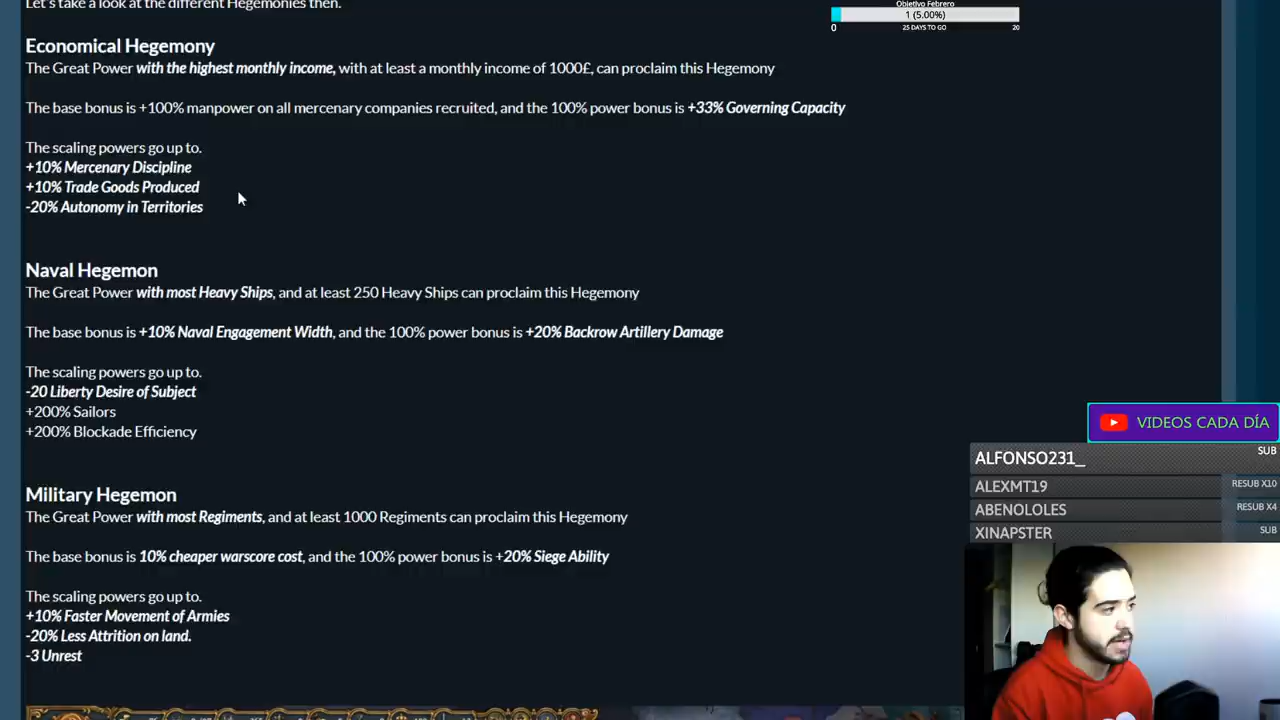 Let's take a look at the different Hegemonies then.
Objetivo Febrero
1 (5.00%)
0
25 DAYS TO GO
20
Economical Hegemony
The Great Power with the highest monthly income, with at least a monthly income of 1000£, can proclaim this Hegemony
The base bonus is +100% manpower on all mercenary companies recruited, and the 100% power bonus is +33% Governing Capacity
The scaling powers go up to.
+10% Mercenary Discipline
+10% Trade Goods Produced
-20% Autonomy in Territories
Naval Hegemon
The Great Power with most Heavy Ships, and at least 250 Heavy Ships can proclaim this Hegemony
The base bonus is +10% Naval Engagement Width, and the 100% power bonus is +20% Backrow Artillery Damage
The scaling powers go up to.
-20 Liberty Desire of Subject
+200% Sailors
+200% Blockade Efficiency
VIDEOS CADA DÍA
ALFONSO231_ SUB
ALEXMT19 RESUB X10
ABENOLOLES RESUB X4
XINAPSTER SUB
Military Hegemon
The Great Power with most Regiments, and at least 1000 Regiments can proclaim this Hegemony
The base bonus is 10% cheaper warscore cost, and the 100% power bonus is +20% Siege Ability
The scaling powers go up to.
+10% Faster Movement of Armies
-20% Less Attrition on land.
-3 Unrest